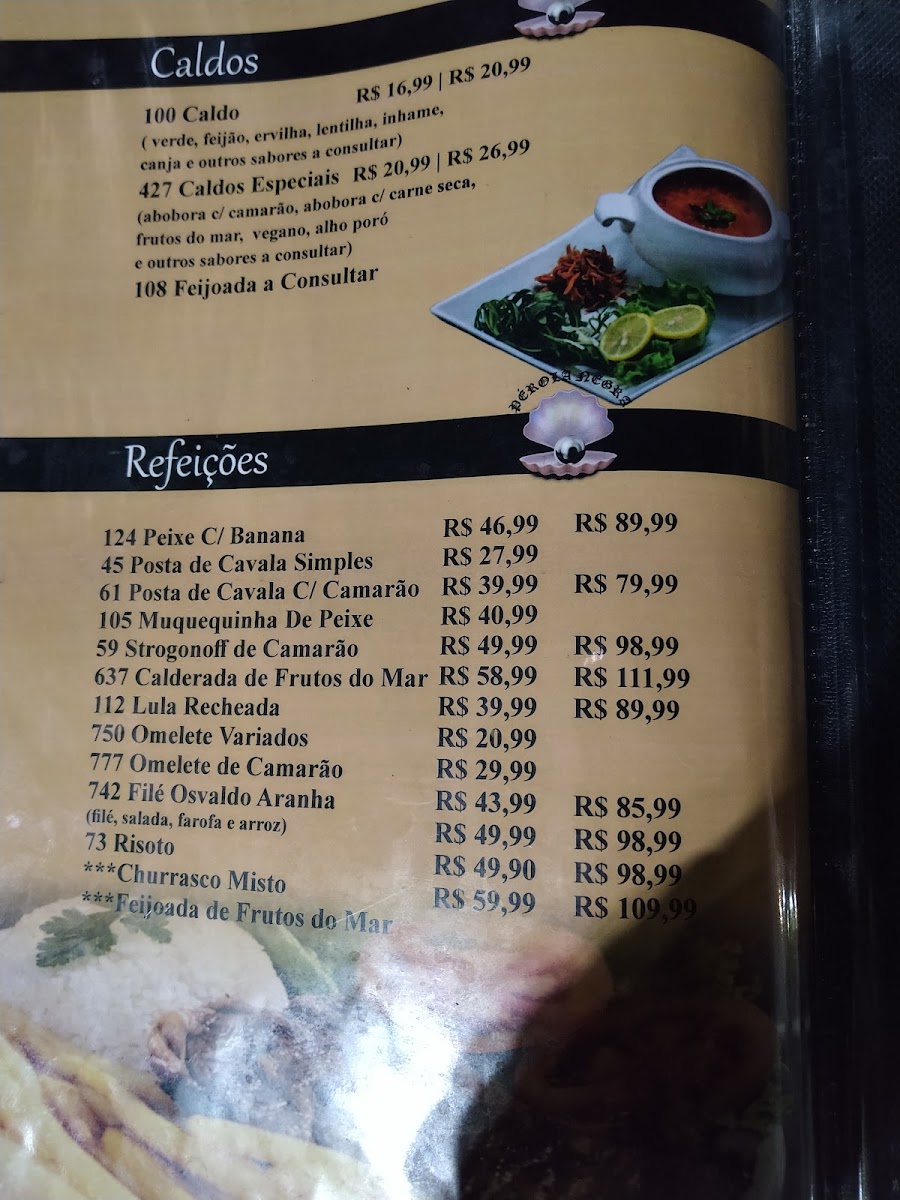 Caldos
100 Caldo R$ 16,99 | R$ 20,99
( verde, feijão, ervilha, lentilha, inhame,
canja e outros sabores a consultar)
427 Caldos Especiais R$ 20,99 | R$ 26,99
(abobora c/ camarão, abobora c/ carne seca,
frutos do mar, vegano, alho poró
e outros sabores a consultar)
108 Feijoada a Consultar
PÉROLA NEGRA
Refeições
124 Peixe C/ Banana R$ 46,99 R$ 89,99
45 Posta de Cavala Simples R$ 27,99
61 Posta de Cavala C/ Camarão R$ 39,99 R$ 79,99
105 Muquequinha De Peixe R$ 40,99
59 Strogonoff de Camarão R$ 49,99 R$ 98,99
637 Calderada de Frutos do Mar R$ 58,99 R$ 111,99
112 Lula Recheada R$ 39,99 R$ 89,99
750 Omelete Variados R$ 20,99
777 Omelete de Camarão R$ 29,99
742 Filé Osvaldo Aranha R$ 43,99 R$ 85,99
(filé, salada, farofa e arroz)
73 Risoto R$ 49,99 R$ 98,99
***Churrasco Misto R$ 49,90 R$ 98,99
***Feijoada de Frutos do Mar R$ 59,99 R$ 109,99